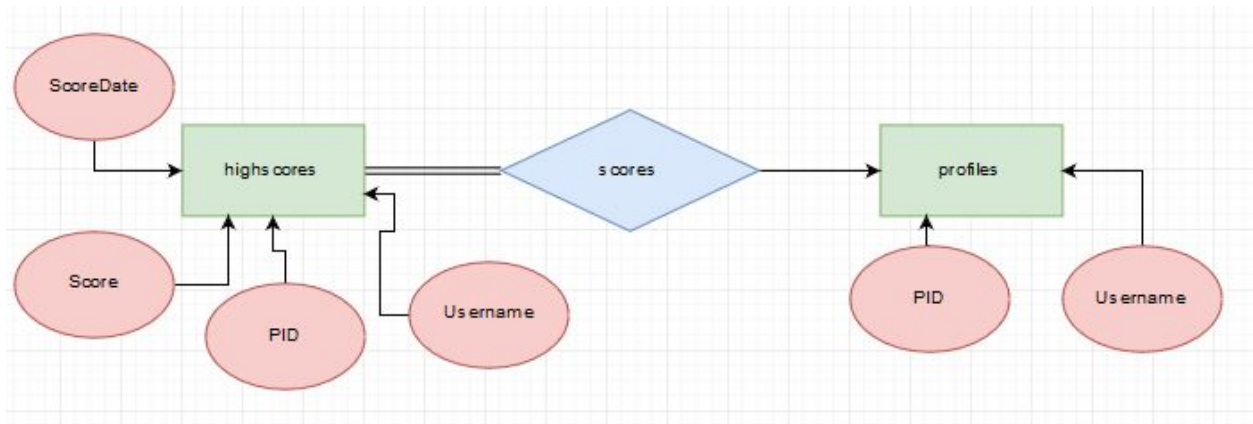 ScoreDate
highscores
scores
profiles
Score
PID
Username
PID
Username